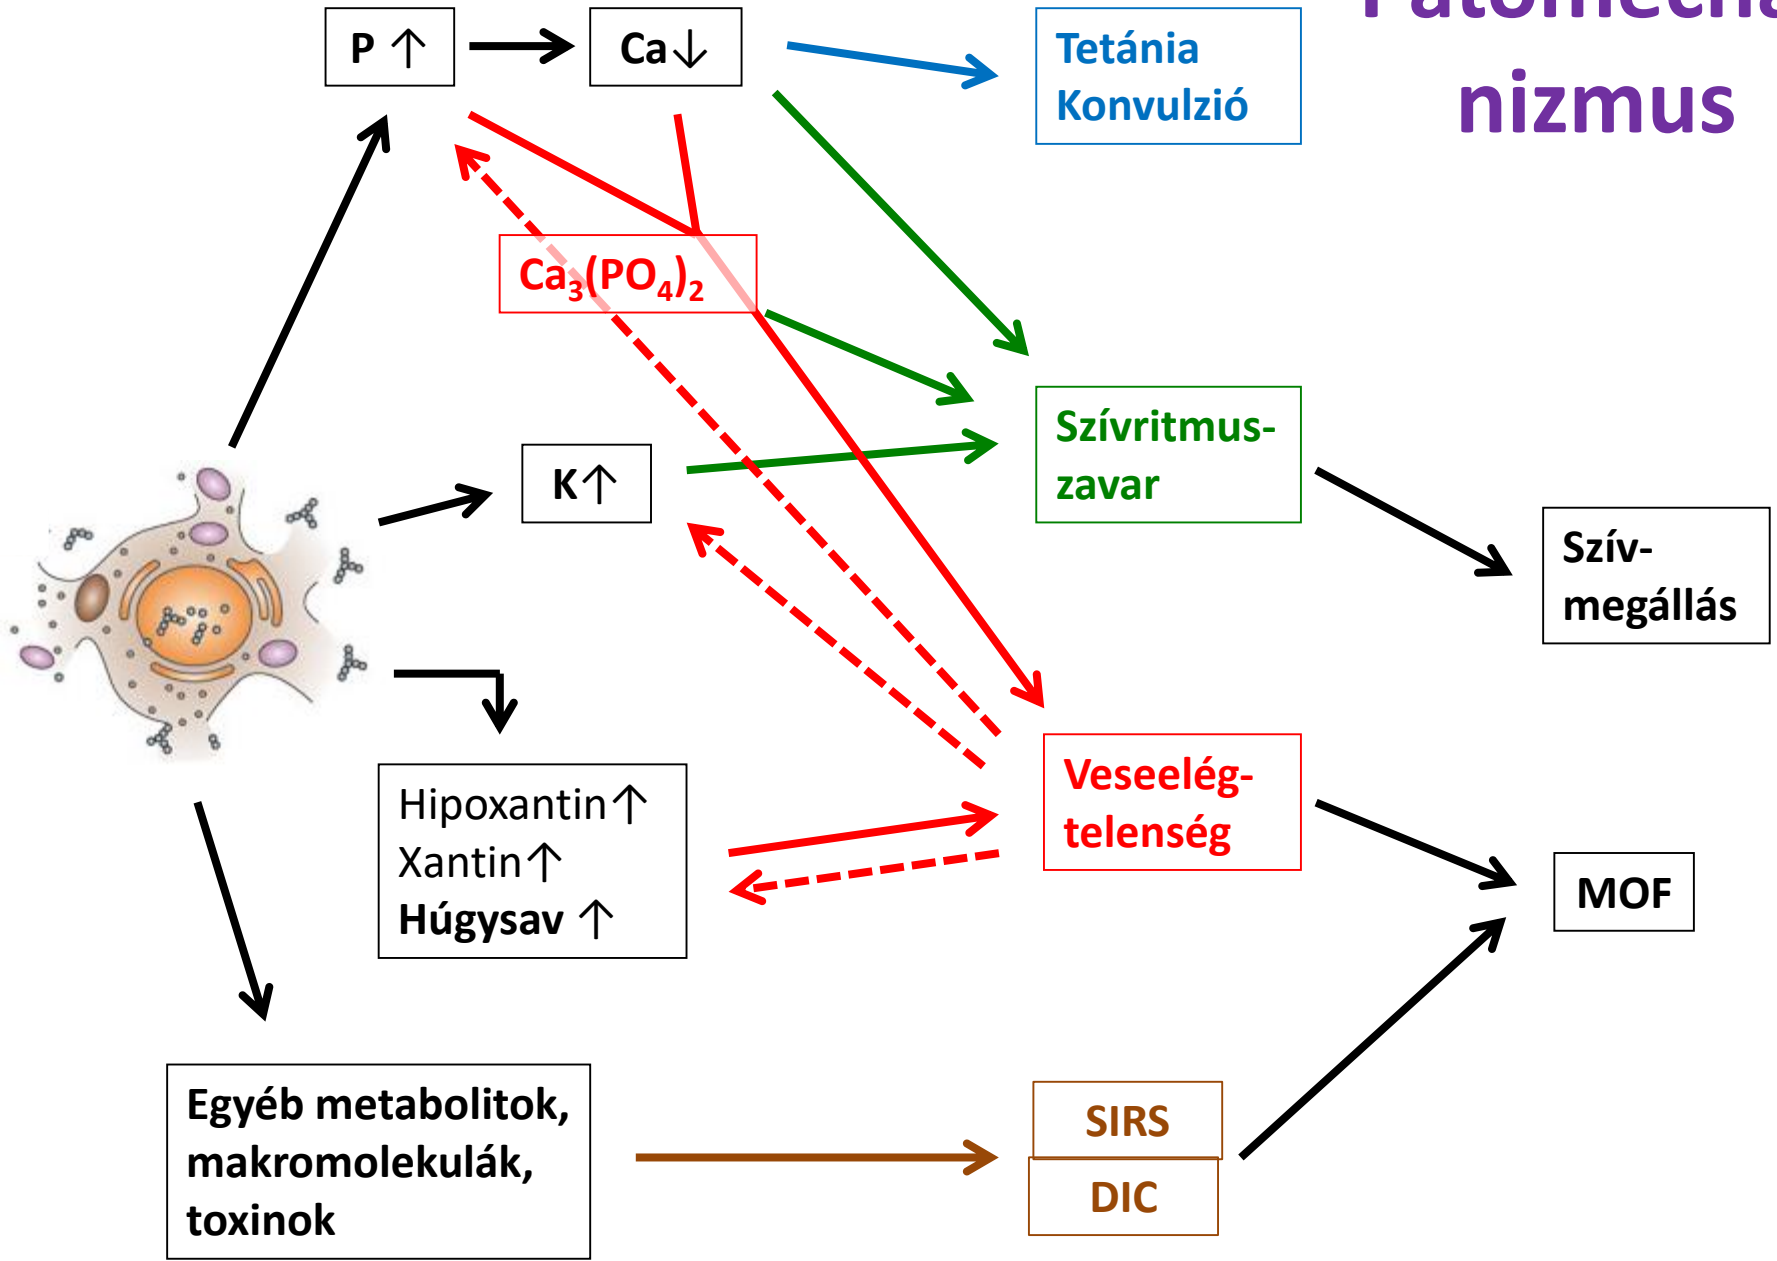 Patomecha
nizmus
P ↑
Ca↓
Tetánia
Konvulzió
Ca₃(PO₄)₂
K↑
Szívritmus-
zavar
Szív-
megállás
Hipoxantin↑
Xantin↑
Húgysav ↑
Veseelég-
telenség
MOF
Egyéb metabolitok,
makromolekulák,
toxinok
SIRS
DIC